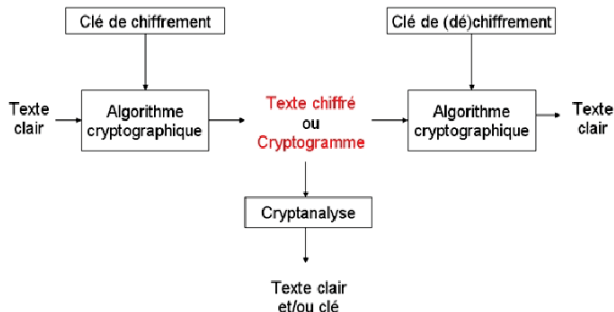 Clé de chiffrement
Clé de (dé)chiffrement
Texte
clair
Algorithme
cryptographique
Texte chiffré
ou
Cryptogramme
Algorithme
cryptographique
Texte
clair
Cryptanalyse
Texte clair
et/ou clé